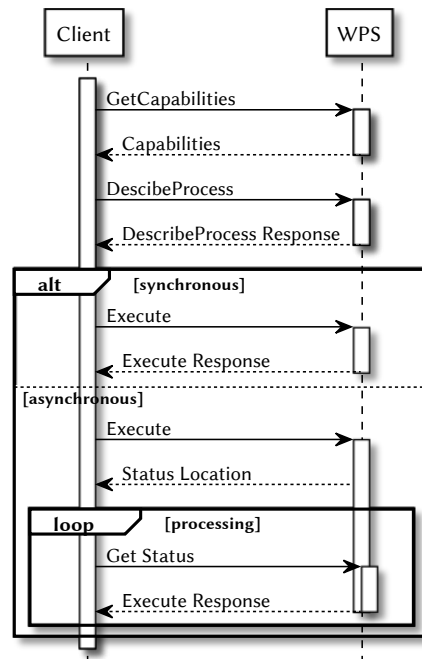 Client WPS
GetCapabilities
Capabilities
DescibeProcess
DescribeProcess Response
alt [synchronous]
Execute
Execute Response
[asynchronous]
Execute
Status Location
loop [processing]
Get Status
Execute Response